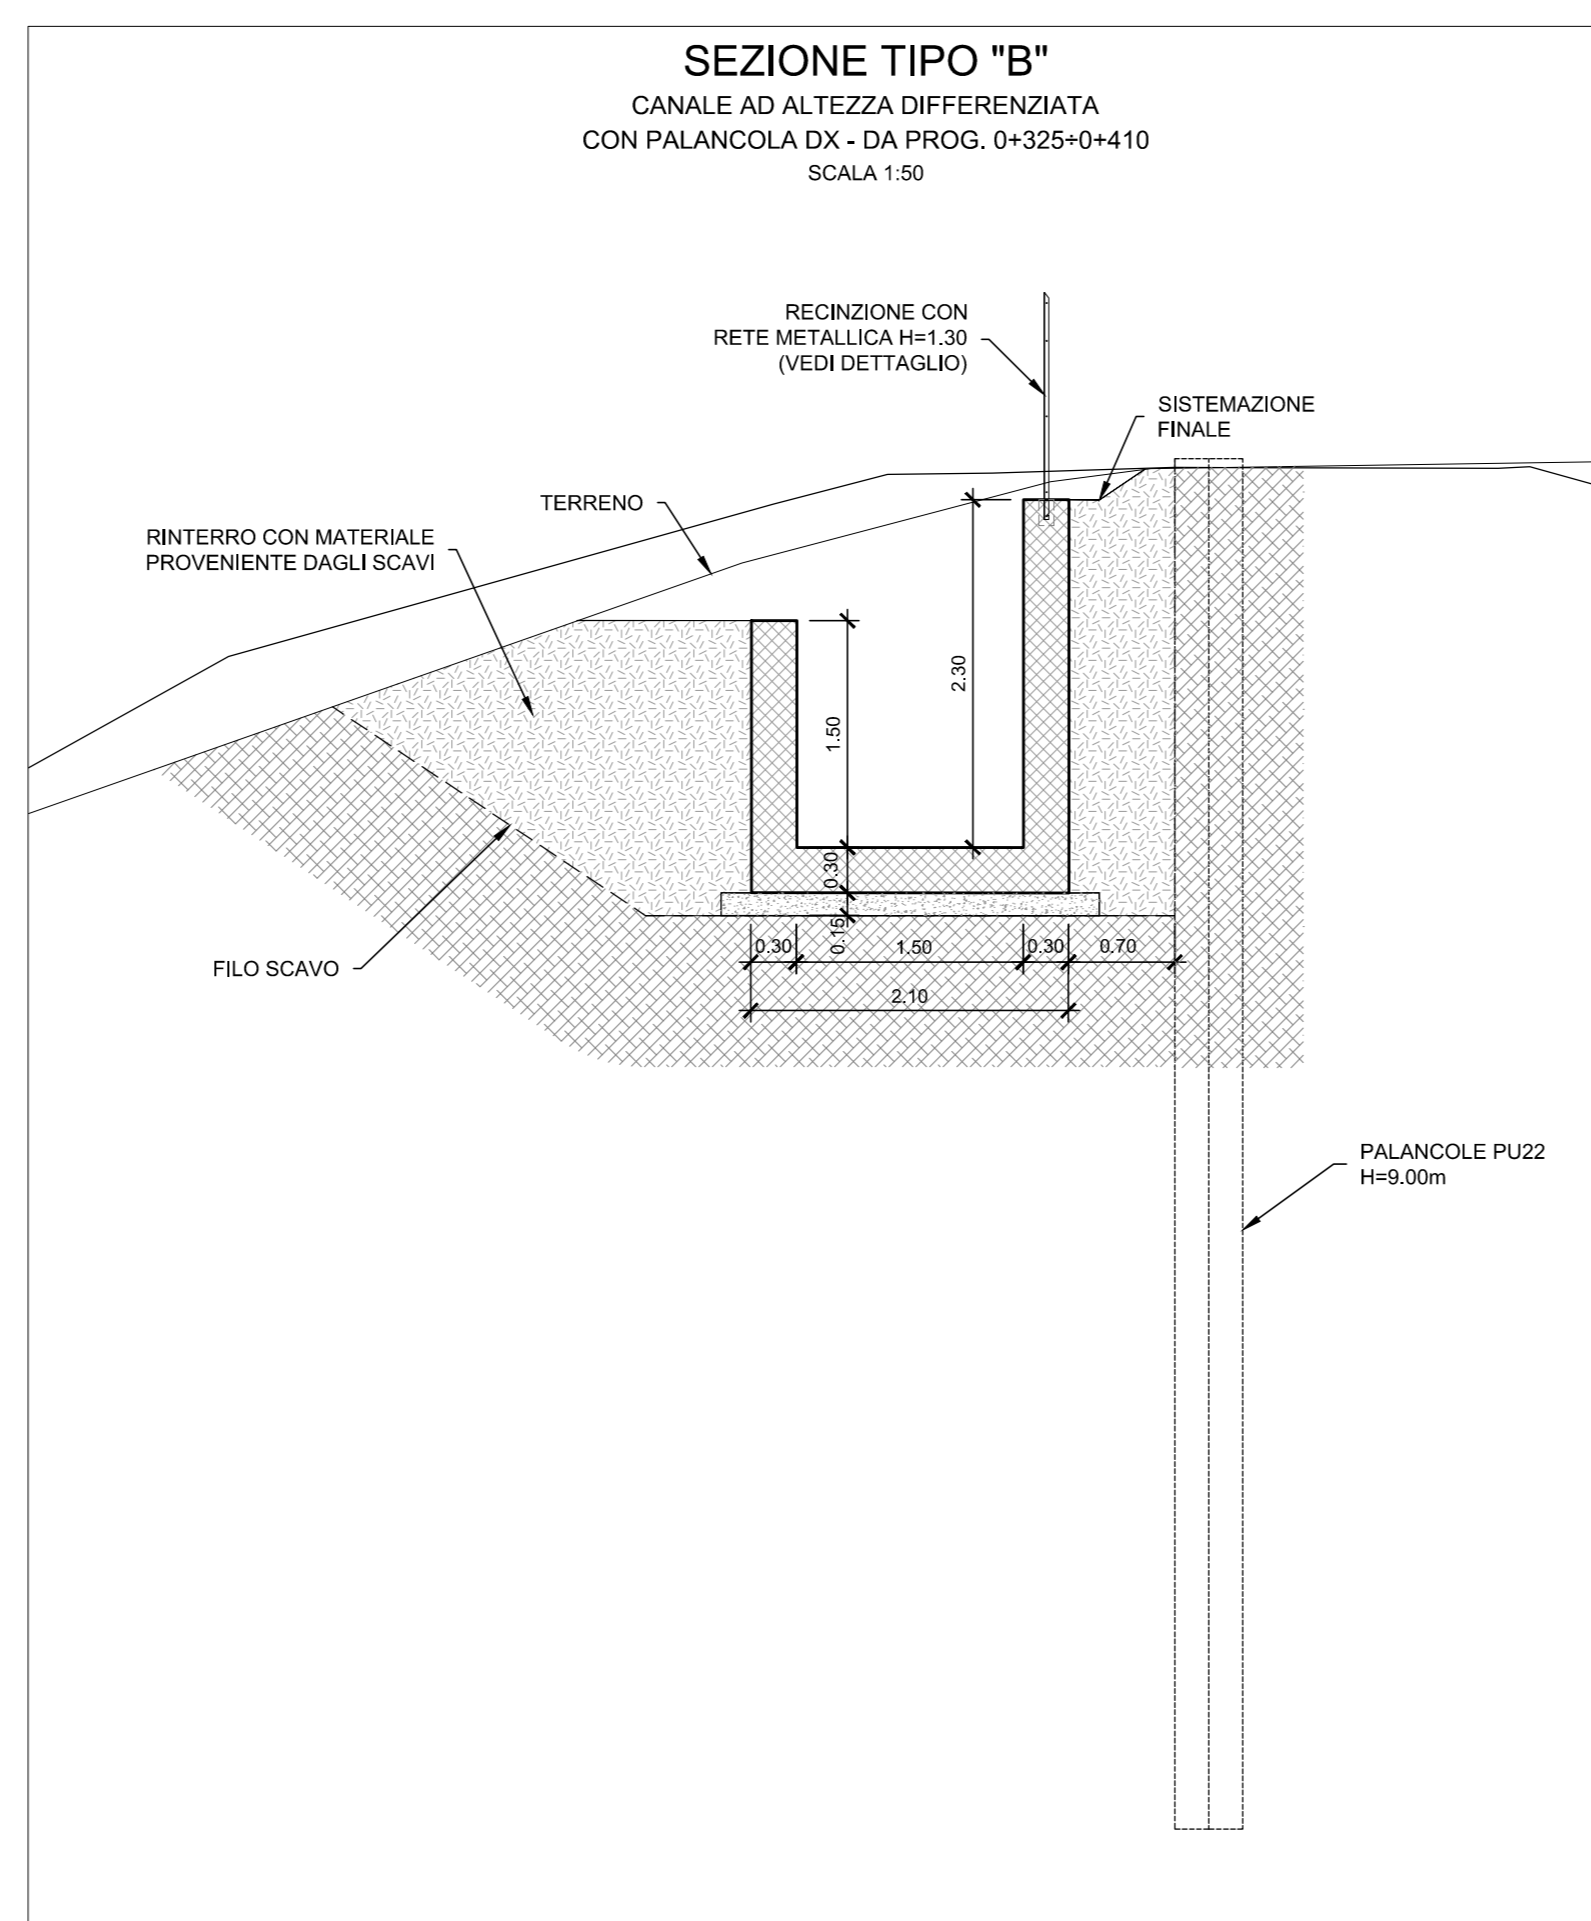 SEZIONE TIPO "B"
CANALE AD ALTEZZA DIFFERENZIATA
CON PALANCOLA DX - DA PROG. 0+325÷0+410
SCALA 1:50
RECINZIONE CON
RETE METALLICA H=1.30
(VEDI DETTAGLIO)
SISTEMAZIONE
FINALE
TERRENO
RINTERRO CON MATERIALE
PROVENIENTE DAGLI SCAVI
2.30
1.50
0.30
0.15
0.30
1.50
0.30
0.70
2.10
FILO SCAVO
PALANCOLE PU22
H=9.00m